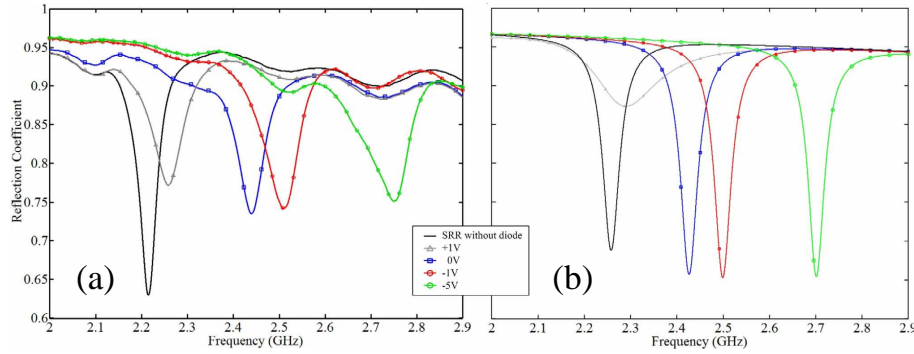 1
0.95
0.9
0.85
0.8
0.75
0.7
0.65
0.6
Reflection Coefficient
2 2.1 2.2 2.3 2.4 2.5 2.6 2.7 2.8 2.9
Frequency (GHz)
(a)
SRR without diode
+1V
0V
-1V
-5V
(b)
2 2.1 2.2 2.3 2.4 2.5 2.6 2.7 2.8 2.9
Frequency (GHz)